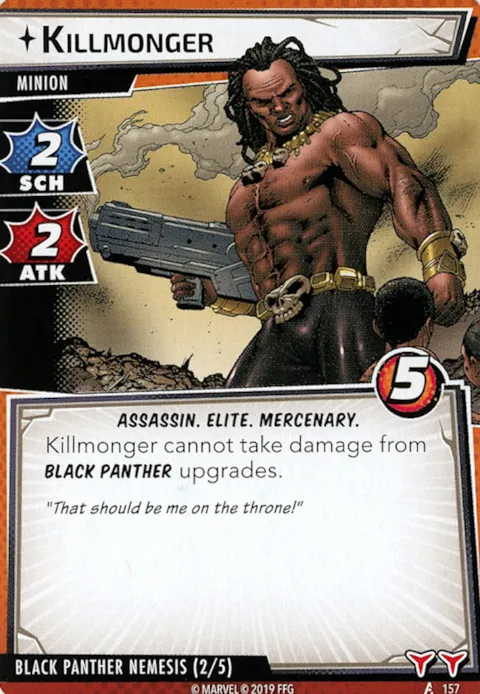 KILLMONGER
MINION
2
SCH
2
ATK
5
ASSASSIN. ELITE. MERCENARY.
Killmonger cannot take damage from
BLACK PANTHER upgrades.
"That should be me on the throne!"
BLACK PANTHER NEMESIS (2/5)
© MARVEL © 2019 FFG
A 157